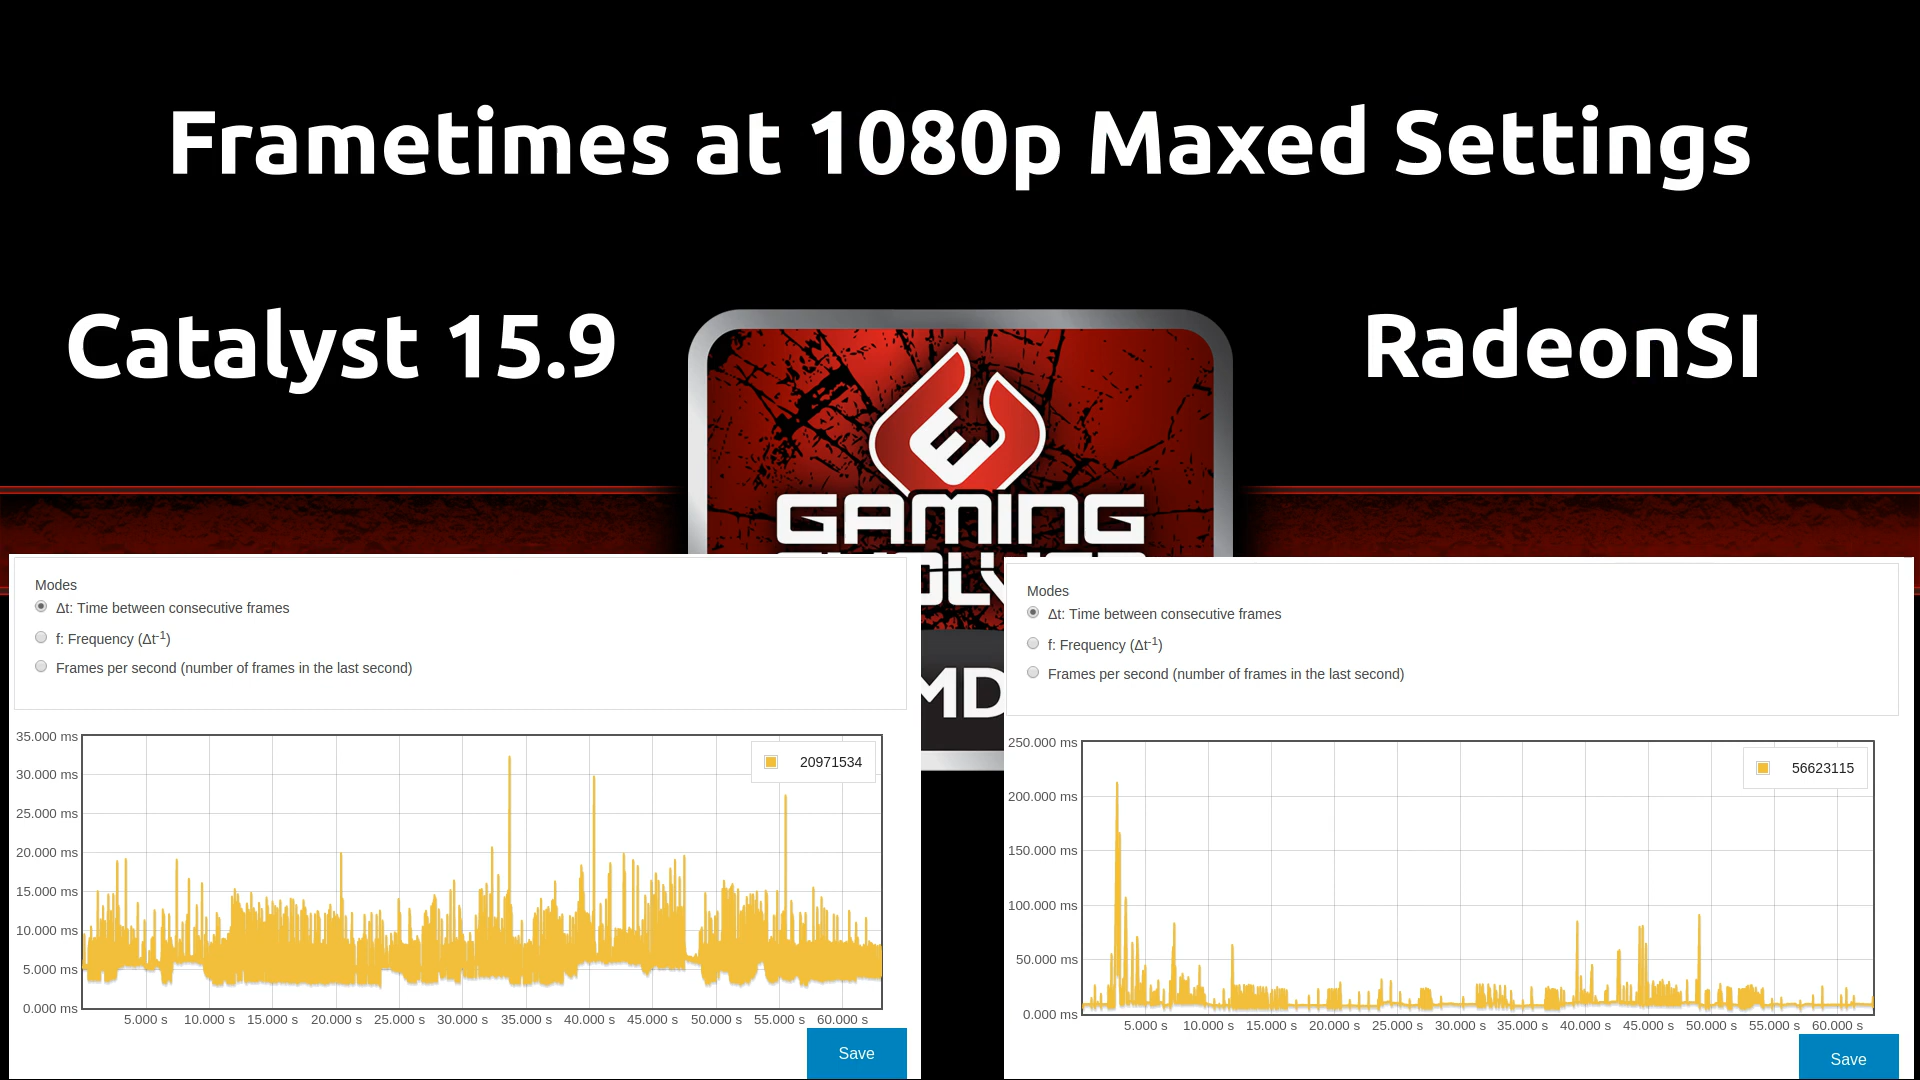 Frametimes at 1080p Maxed Settings
Catalyst 15.9
RadeonSI
GAMING
Modes
Δt: Time between consecutive frames
f: Frequency (Δt-1)
Frames per second (number of frames in the last second)
35.000 ms
30.000 ms
25.000 ms
20.000 ms
15.000 ms
10.000 ms
5.000 ms
0.000 ms
20971534
5.000 s 10.000 s 15.000 s 20.000 s 25.000 s 30.000 s 35.000 s 40.000 s 45.000 s 50.000 s 55.000 s 60.000 s
Save
Modes
Δt: Time between consecutive frames
f: Frequency (Δt-1)
Frames per second (number of frames in the last second)
250.000 ms
200.000 ms
150.000 ms
100.000 ms
50.000 ms
0.000 ms
56623115
5.000 s 10.000 s 15.000 s 20.000 s 25.000 s 30.000 s 35.000 s 40.000 s 45.000 s 50.000 s 55.000 s 60.000 s
Save